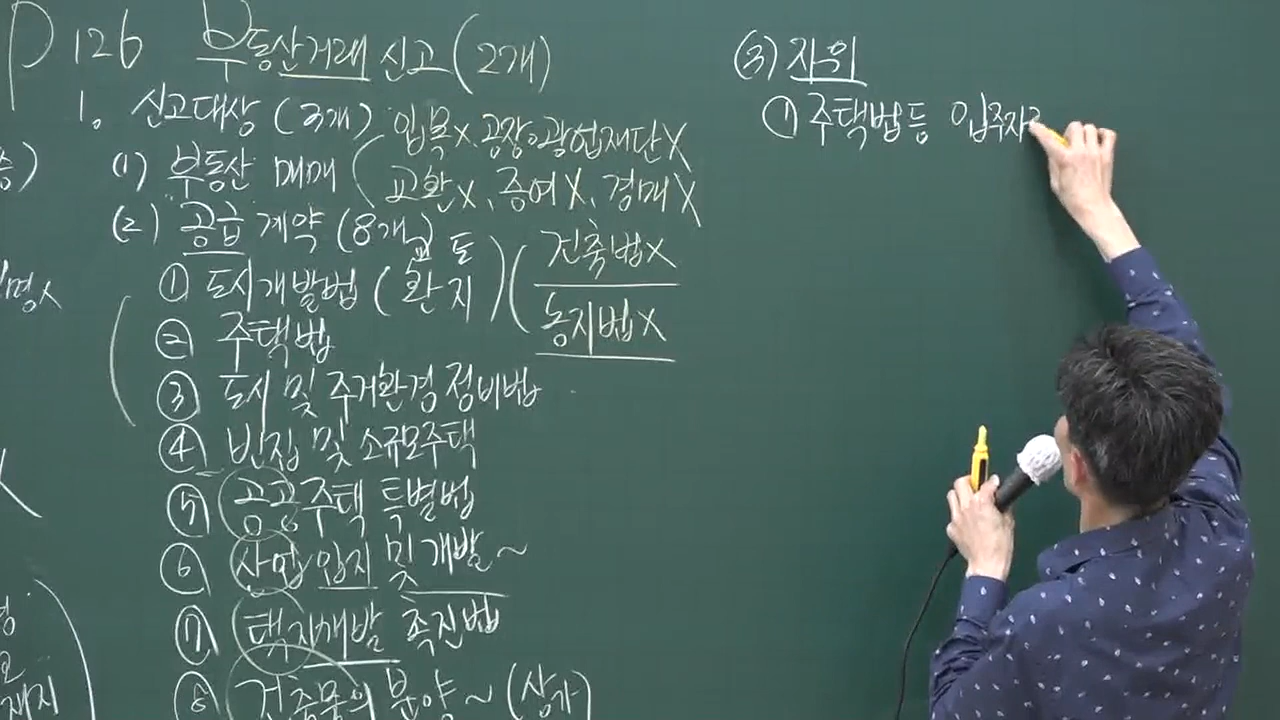 P 126 부동산거래 신고 (2개)
1. 신고대상 (3개) (입목X, 공장·광업재단X
(1) 부동산 매매 (교환X, 증여X, 경매X
(2) 공급계약 (8개)
① 도시개발법 (환지) (건축법X
농지법X
② 주택법
③ 도시 및 주거환경정비법
④ 빈집 및 소규모주택
⑤ 공공주택 특별법
⑥ 산업입지 및 개발~
⑦ 택지개발 촉진법
⑧ 건축물의 분양~ (상가)
(3) 지위
① 주택법등 입주자